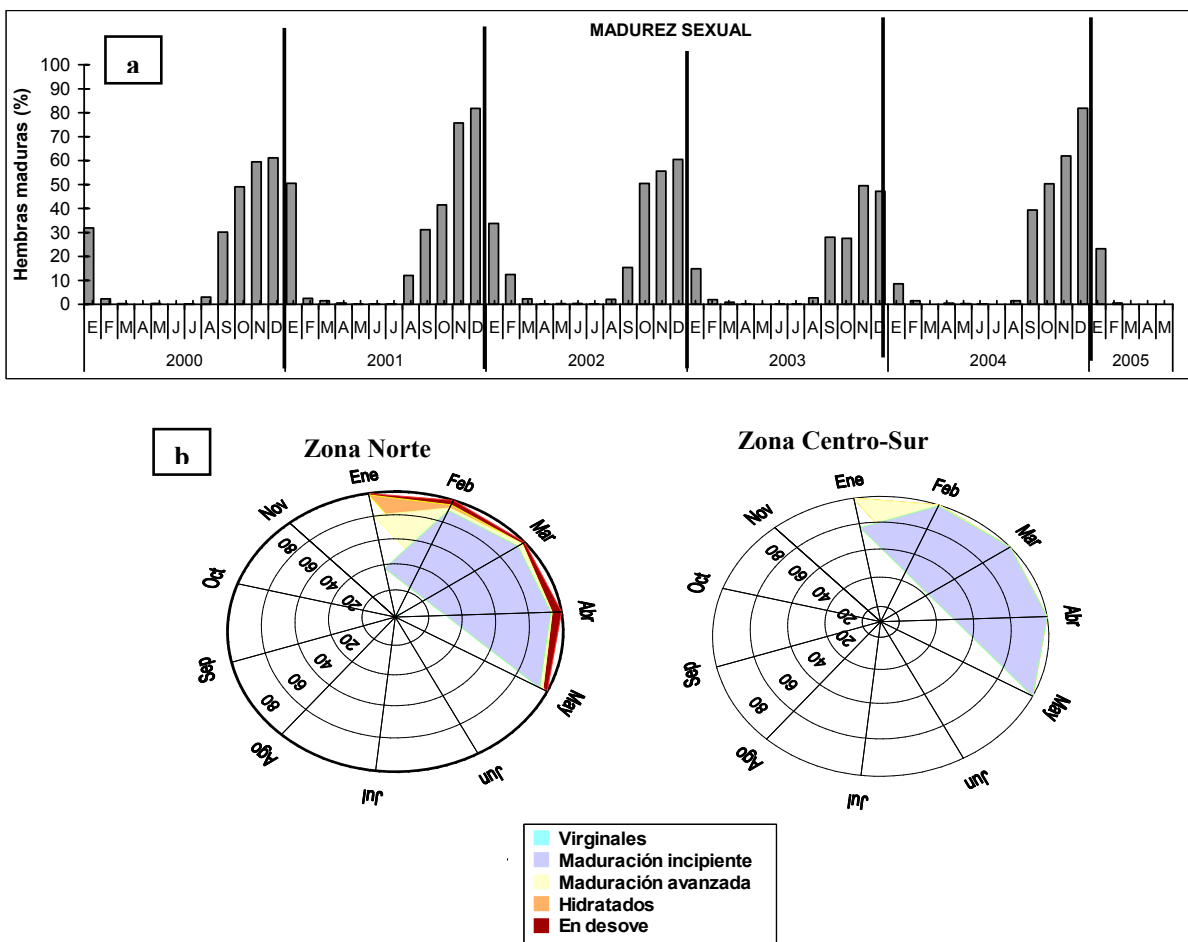 MADUREZ SEXUAL
a
Hembras maduras (%)
100
90
80
70
60
50
40
30
20
10
0
E F M A M J J A S O N D E F M A M J J A S O N D E F M A M J J A S O N D E F M A M J J A S O N D E F M A M J J A S O N D E F M A M
2000 2001 2002 2003 2004 2005
b
Zona Norte
Ene
Feb
Mar
Abr
May
Jun
Jul
Ago
Sep
Oct
Nov
80
60
40
20
20
40
60
80
Zona Centro-Sur
Ene
Feb
Mar
Abr
May
Jun
Jul
Ago
Sep
Oct
Nov
80
60
40
20
20
40
60
80
Virginales
Maduración incipiente
Maduración avanzada
Hidratados
En desove